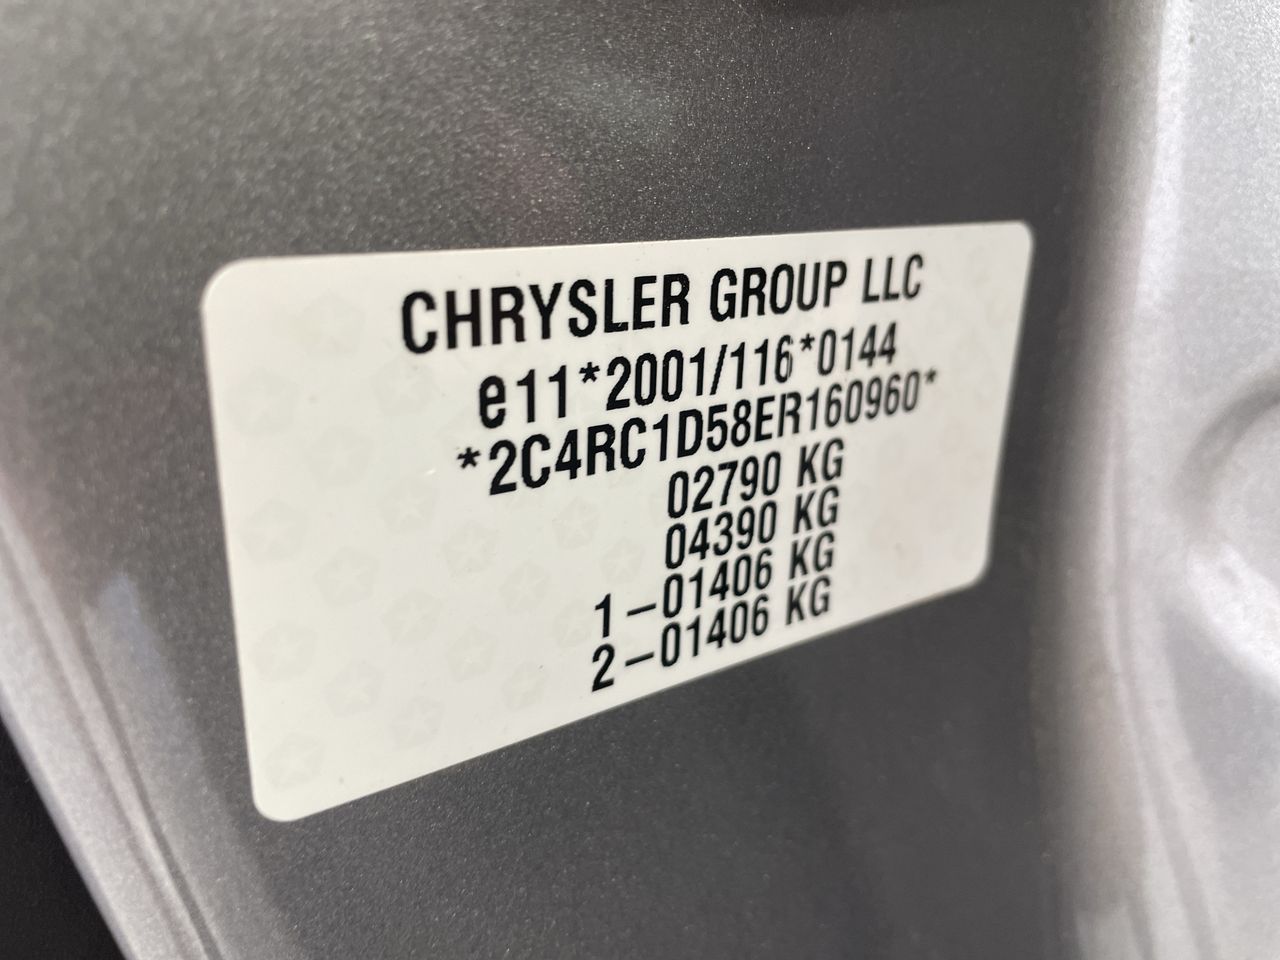 CHRYSLER GROUP LLC
e11*2001/116*0144
*2C4RC1D58ER160960*
02790 KG
04390 KG
1-01406 KG
2-01406 KG